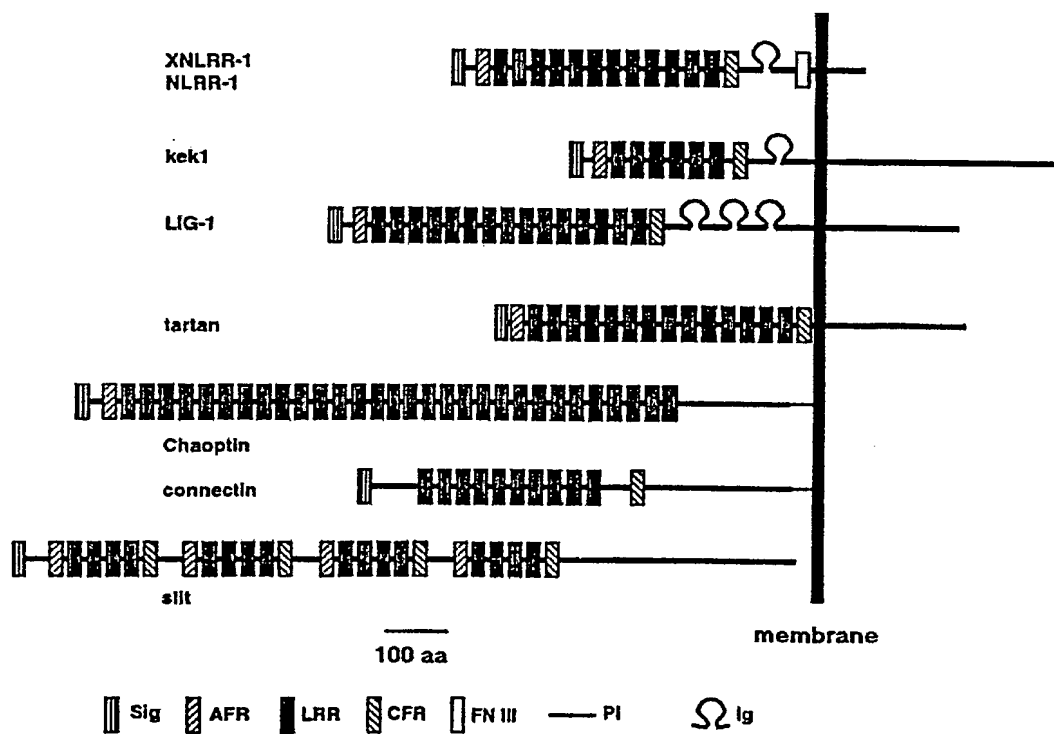 XNLRR-1
NLRR-1
kek1
LIG-1
tartan
Chaoptin
connectin
slit
membrane
100 aa
Sig AFR LRR CFR FN III PI Ig